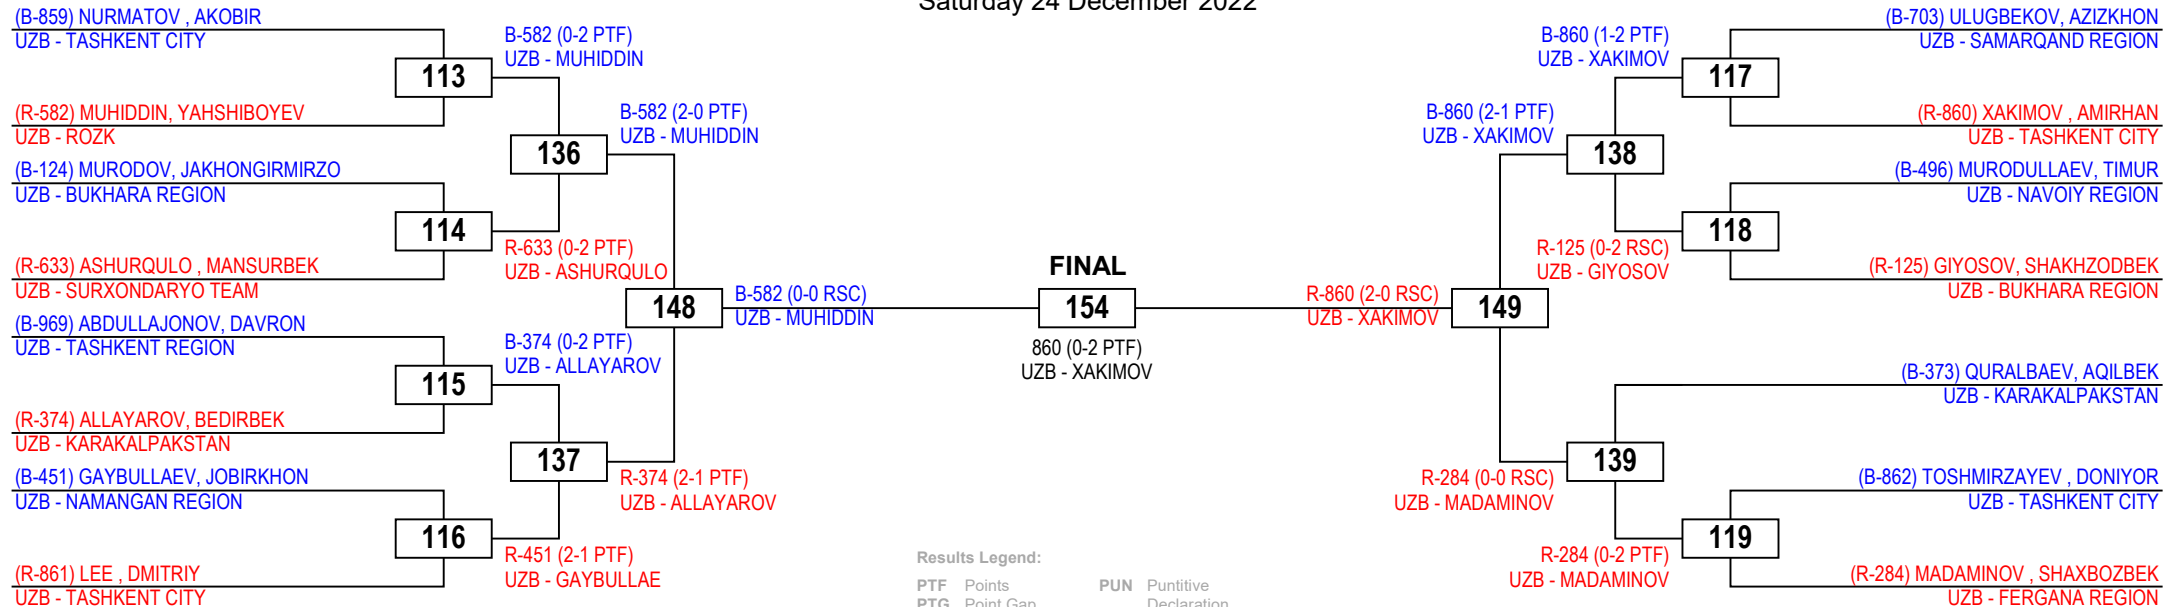 Saturday 24 December 2022
(B-859) NURMATOV , AKOBIR
UZB - TASHKENT CITY
113
(R-582) MUHIDDIN, YAHSHIBOYEV
UZB - ROZK
(B-124) MURODOV, JAKHONGIRMIRZO
UZB - BUKHARA REGION
114
(R-633) ASHURQULO , MANSURBEK
UZB - SURXONDARYO TEAM
(B-969) ABDULLAJONOV, DAVRON
UZB - TASHKENT REGION
115
(R-374) ALLAYAROV, BEDIRBEK
UZB - KARAKALPAKSTAN
(B-451) GAYBULLAEV, JOBIRKHON
UZB - NAMANGAN REGION
116
(R-861) LEE , DMITRIY
UZB - TASHKENT CITY
B-582 (0-2 PTF)
UZB - MUHIDDIN
136
R-633 (0-2 PTF)
UZB - ASHURQULO
B-374 (0-2 PTF)
UZB - ALLAYAROV
137
R-451 (2-1 PTF)
UZB - GAYBULLAE
B-582 (2-0 PTF)
UZB - MUHIDDIN
148
R-374 (2-1 PTF)
UZB - ALLAYAROV
B-582 (0-0 RSC)
UZB - MUHIDDIN
FINAL
154
860 (0-2 PTF)
UZB - XAKIMOV
R-860 (2-0 RSC)
UZB - XAKIMOV
B-860 (2-1 PTF)
UZB - XAKIMOV
149
R-284 (0-0 RSC)
UZB - MADAMINOV
B-860 (1-2 PTF)
UZB - XAKIMOV
138
R-125 (0-2 RSC)
UZB - GIYOSOV
139
R-284 (0-2 PTF)
UZB - MADAMINOV
(B-703) ULUGBEKOV, AZIZKHON
UZB - SAMARQAND REGION
117
(R-860) XAKIMOV , AMIRHAN
UZB - TASHKENT CITY
(B-496) MURODULLAEV, TIMUR
UZB - NAVOIY REGION
118
(R-125) GIYOSOV, SHAKHZODBEK
UZB - BUKHARA REGION
(B-373) QURALBAEV, AQILBEK
UZB - KARAKALPAKSTAN
(B-862) TOSHMIRZAYEV , DONIYOR
UZB - TASHKENT CITY
119
(R-284) MADAMINOV , SHAXBOZBEK
UZB - FERGANA REGION
Results Legend:
PTF Points PUN Puntitive
PTG Point Gap Declaration